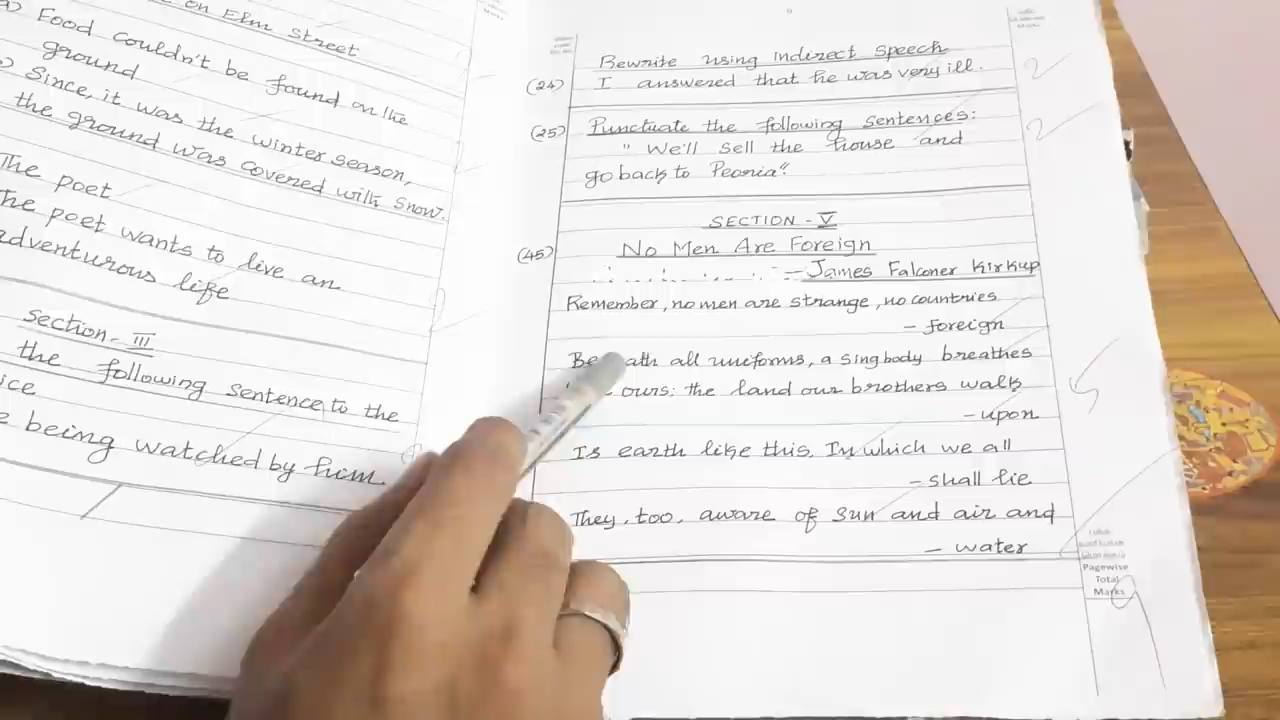 on Elm Street
Food couldn't be found on the
ground
Since, it was the winter season,
the ground was covered with snow.
The poet
The poet wants to live an
adventurous life
Section - III
the following sentence to the
being watched by him.
Rewrite using indirect speech
(24) I answered that he was very ill.
2
(25) Punctuate the following sentences:
2
" We'll sell the house and
go back to Peoria"
SECTION - V
(45) No Men Are Foreign
- James Falconer Kirkup
Remember, no men are strange, no countries
- foreign
all uniforms, a singbody breathes
ours: the land our brothers walk
- upon
5
Is earth like this, In which we all
- shall lie
They, too, aware of Sun and air and
- water
Pagewise
Total
Marks
9